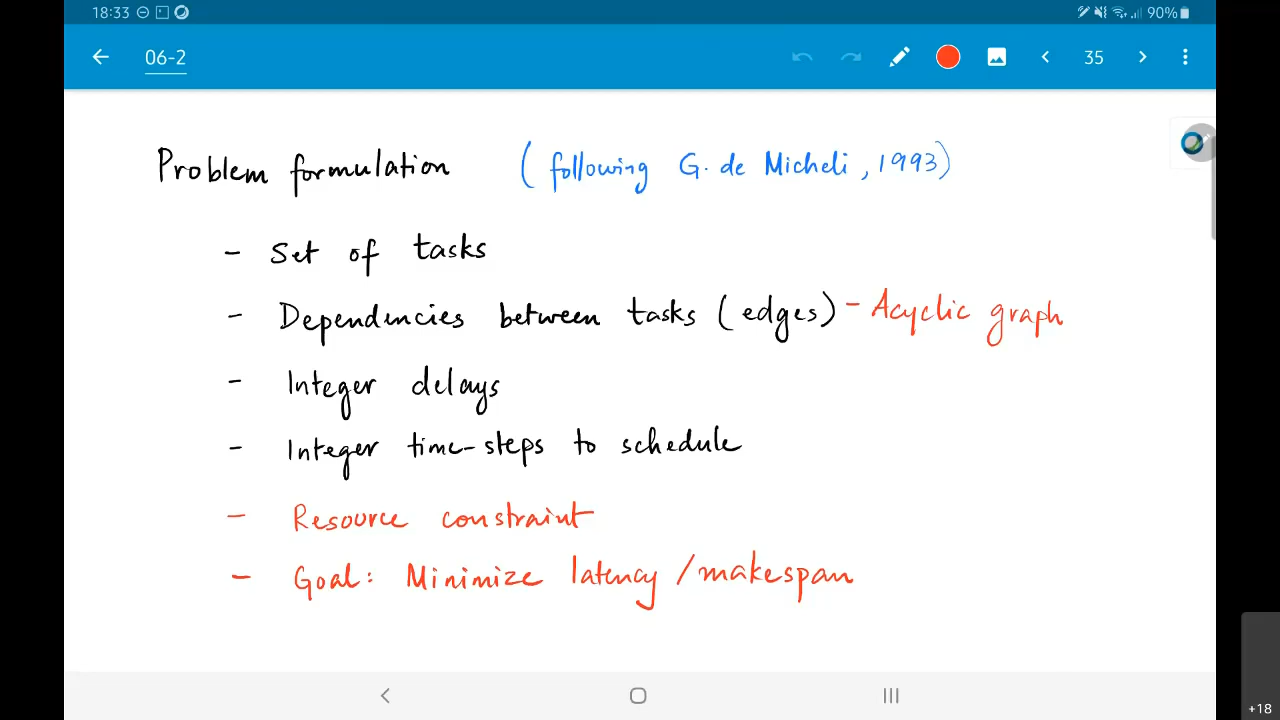 18:33
90%
06-2
35
Problem formulation (following G. de Micheli, 1993)
- Set of tasks
- Dependencies between tasks (edges) - Acyclic graph
- Integer delays
- Integer time-steps to schedule
- Resource constraint
- Goal: Minimize latency / makespan
+18